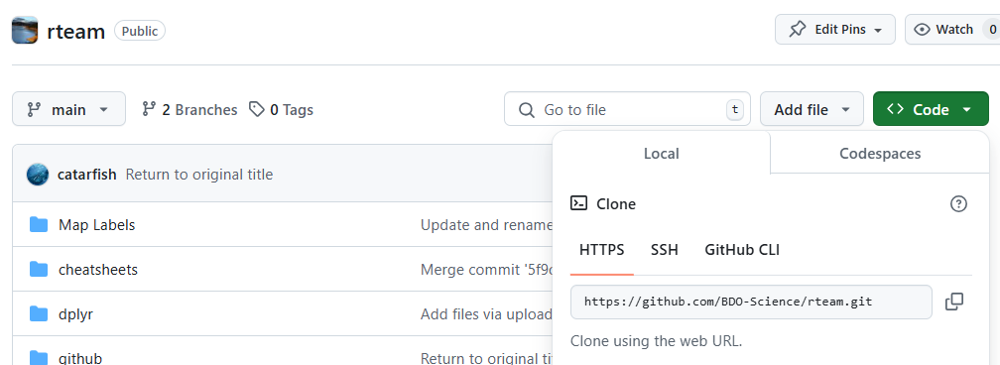 rteam Public Edit Pins Watch 0
main 2 Branches 0 Tags Go to file t Add file <> Code
Local Codespaces
catarfish Return to original title
Clone
Map Labels Update and rename
HTTPS SSH GitHub CLI
cheatsheets Merge commit '5f9c
https://github.com/BDO-Science/rteam.git
dplyr Add files via upload
Clone using the web URL.
github Return to original tit